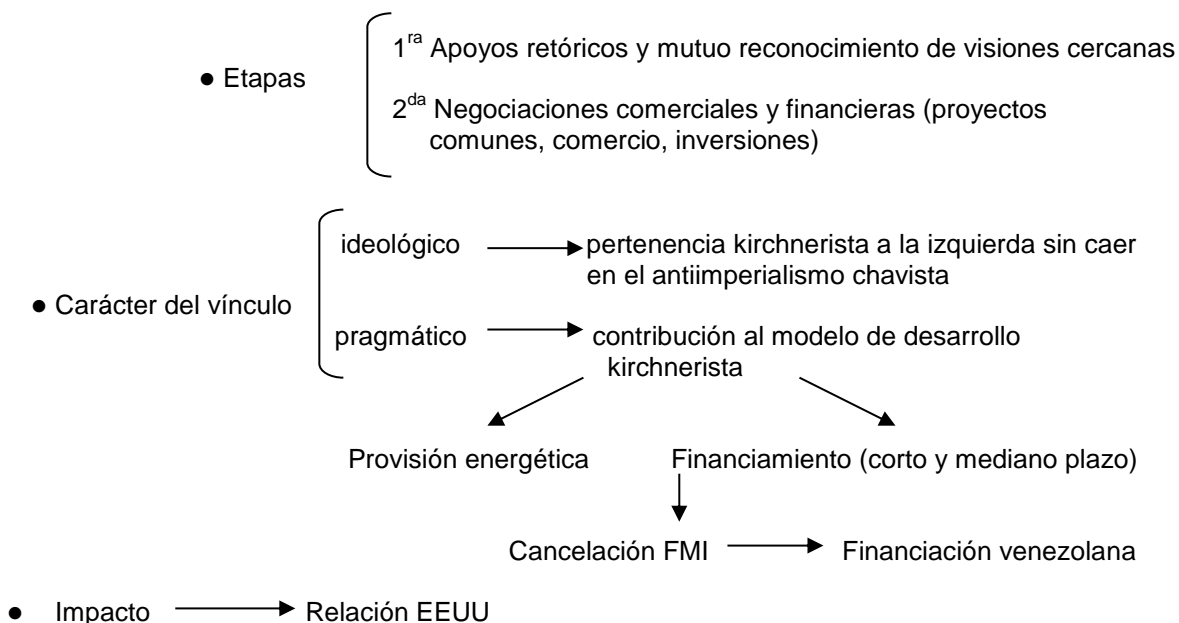 1ra Apoyos retóricos y mutuo reconocimiento de visiones cercanas
● Etapas
2da Negociaciones comerciales y financieras (proyectos
comunes, comercio, inversiones)
ideológico pertenencia kirchnerista a la izquierda sin caer
en el antiimperialismo chavista
● Carácter del vínculo
pragmático contribución al modelo de desarrollo
kirchnerista
Provisión energética Financiamiento (corto y mediano plazo)
Cancelación FMI Financiación venezolana
● Impacto Relación EEUU